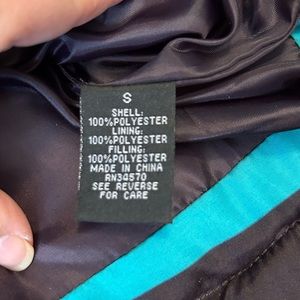 S
SHELL:
100%POLYESTER
LINING:
100%POLYESTER
FILLING:
100%POLYESTER
MADE IN CHINA
RN34570
SEE REVERSE
FOR CARE